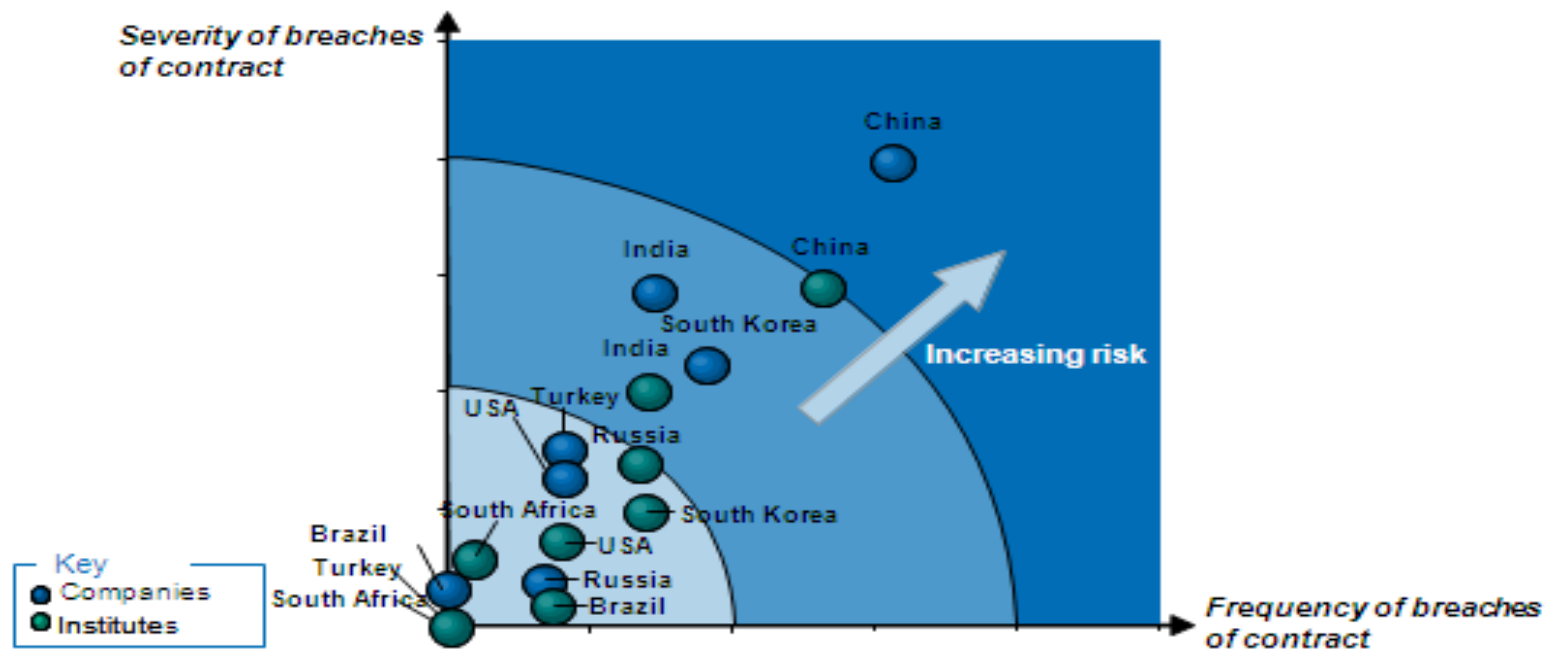 Severity of breaches
of contract
China
India
China
South Korea
India
Increasing risk
Turkey
USA
Russia
South Africa
South Korea
Brazil
USA
Key
Turkey
Russia
Companies
South Africa
Brazil
Institutes
Frequency of breaches
of contract